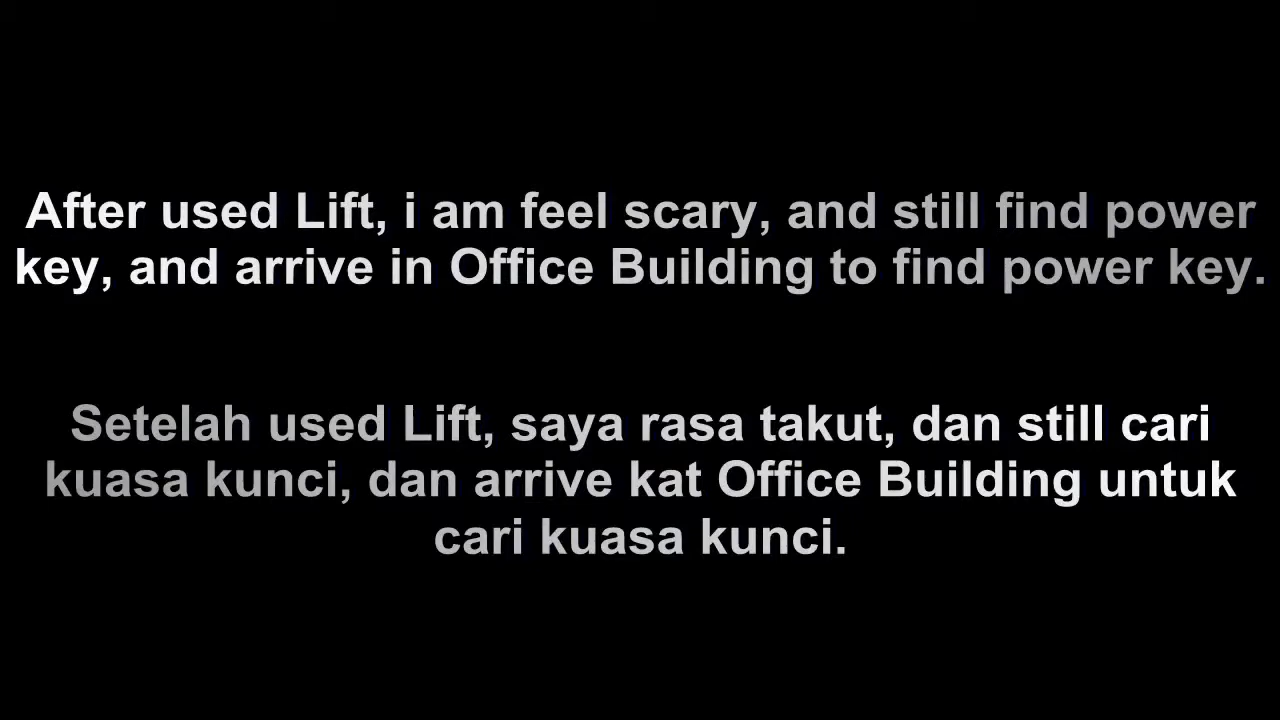 After used Lift, i am feel scary, and still find power
key, and arrive in Office Building to find power key.
Setelah used Lift, saya rasa takut, dan still cari
kuasa kunci, dan arrive kat Office Building untuk
cari kuasa kunci.